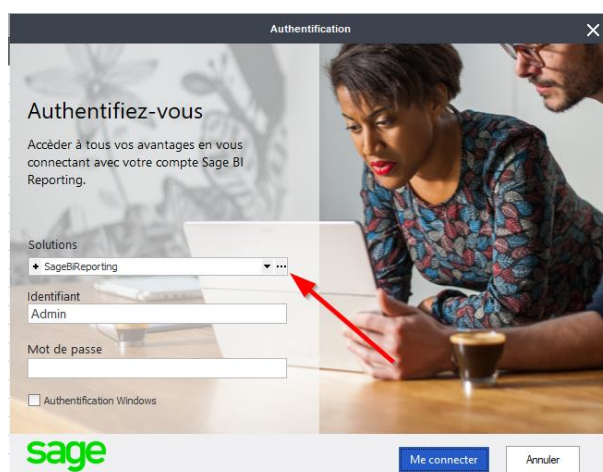 Authentification
Authentifiez-vous
Accèder à tous vos avantages en vous
connectant avec votre compte Sage BI
Reporting.
Solutions
SageBiReporting
Identifiant
Admin
Mot de passe
Authentification Windows
sage
Me connecter
Annuler